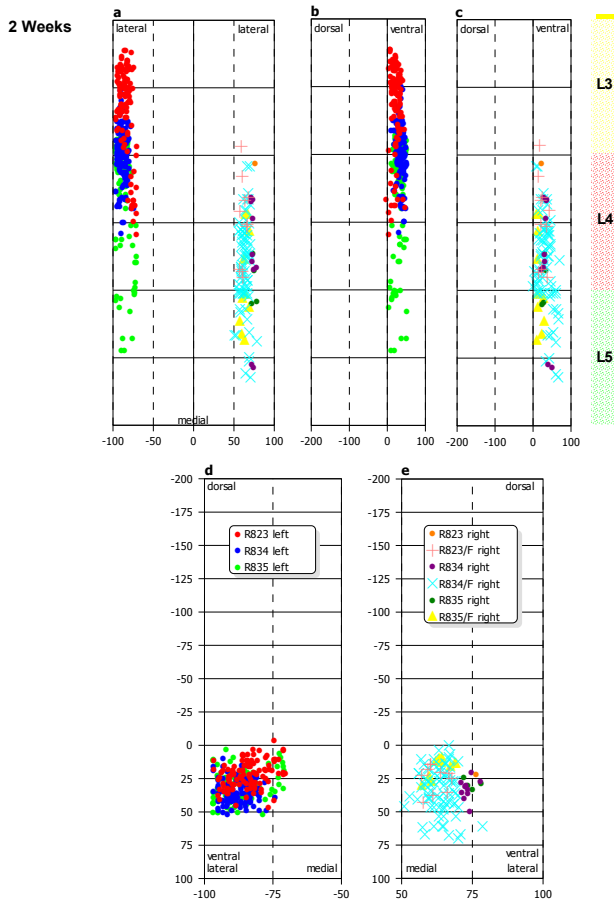 2 Weeks
a
b
c
lateral
lateral
dorsal
ventral
dorsal
ventral
medial
-100 -50 0 50 100
-200 -100 0 100
-200 -100 0 100
L3
L4
L5
d
e
-200
-175
-150
-125
-100
-75
-50
-25
0
25
50
75
100
dorsal
R823 left
R834 left
R835 left
ventral
lateral
medial
-100 -75 -50
-200
-175
-150
-125
-100
-75
-50
-25
0
25
50
75
100
dorsal
R823 right
R823/F right
R834 right
R834/F right
R835 right
R835/F right
ventral
medial
lateral
50 75 100